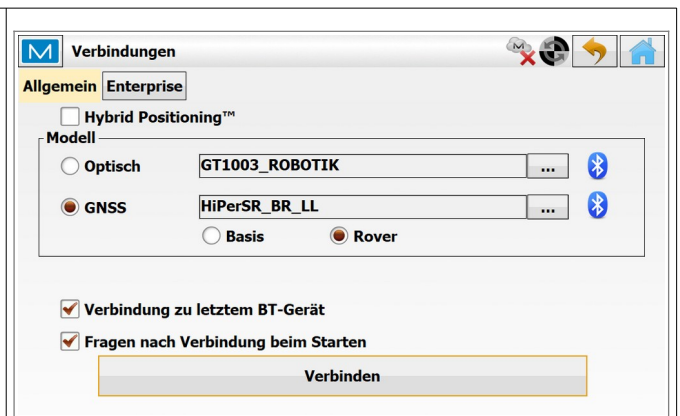 Verbindungen
Allgemein Enterprise
Hybrid Positioning™
Modell
Optisch GT1003_ROBOTIK ...
GNSS HiPerSR_BR_LL ...
Basis Rover
Verbindung zu letztem BT-Gerät
Fragen nach Verbindung beim Starten
Verbinden